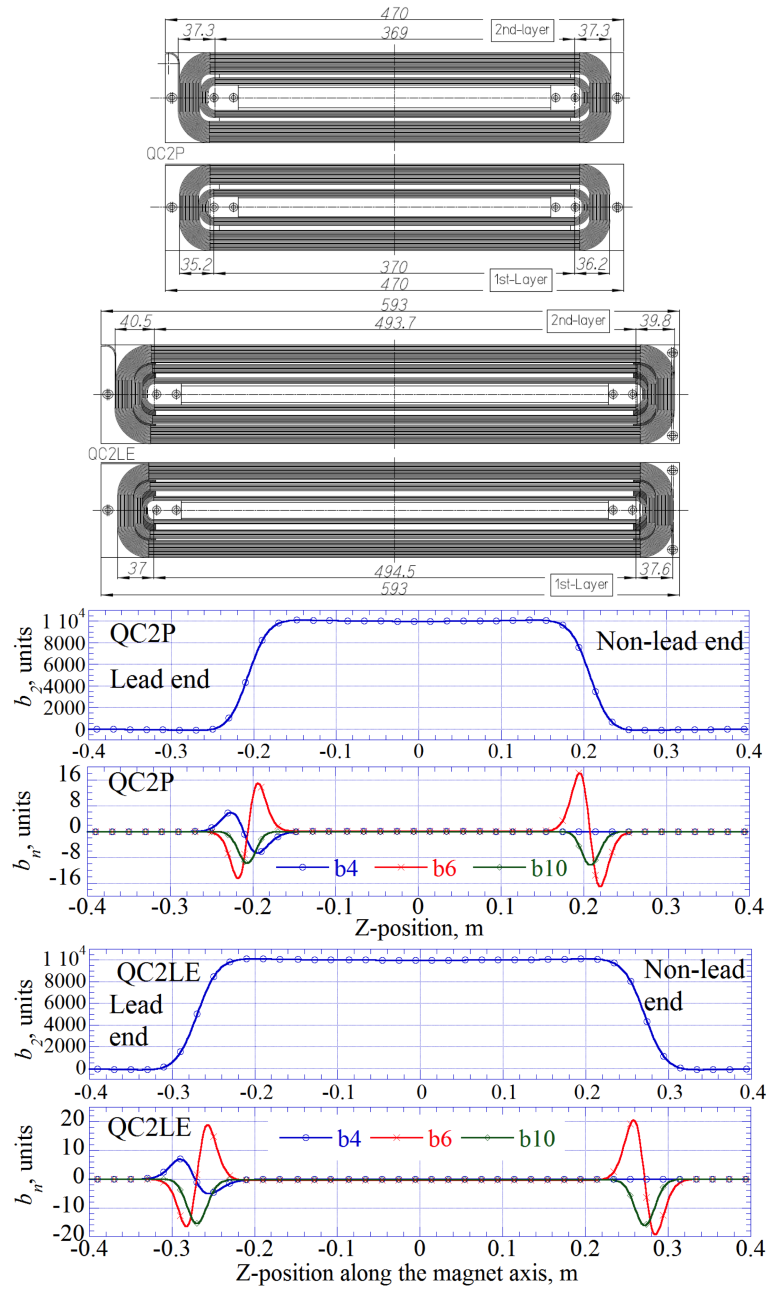 470
37.3 369 2nd-layer 37.3
QC2P
35.2 370 36.2
1st-Layer
470
593
40.5 493.7 2nd-layer 39.8
QC2LE
37 494.5 37.6
1st-Layer
593
1 10⁴
8000
6000
4000
2000
0
b₂, units
QC2P
Lead end
Non-lead end
-0.4 -0.3 -0.2 -0.1 0 0.1 0.2 0.3 0.4
16
8
0
-8
-16
bₙ, units
QC2P
b4 b6 b10
-0.4 -0.3 -0.2 -0.1 0 0.1 0.2 0.3 0.4
Z-position, m
1 10⁴
8000
6000
4000
2000
0
b₂, units
QC2LE
Lead
end
Non-lead
end
-0.4 -0.3 -0.2 -0.1 0 0.1 0.2 0.3 0.4
20
10
0
-10
-20
bₙ, units
QC2LE
b4 b6 b10
-0.4 -0.3 -0.2 -0.1 0 0.1 0.2 0.3 0.4
Z-position along the magnet axis, m